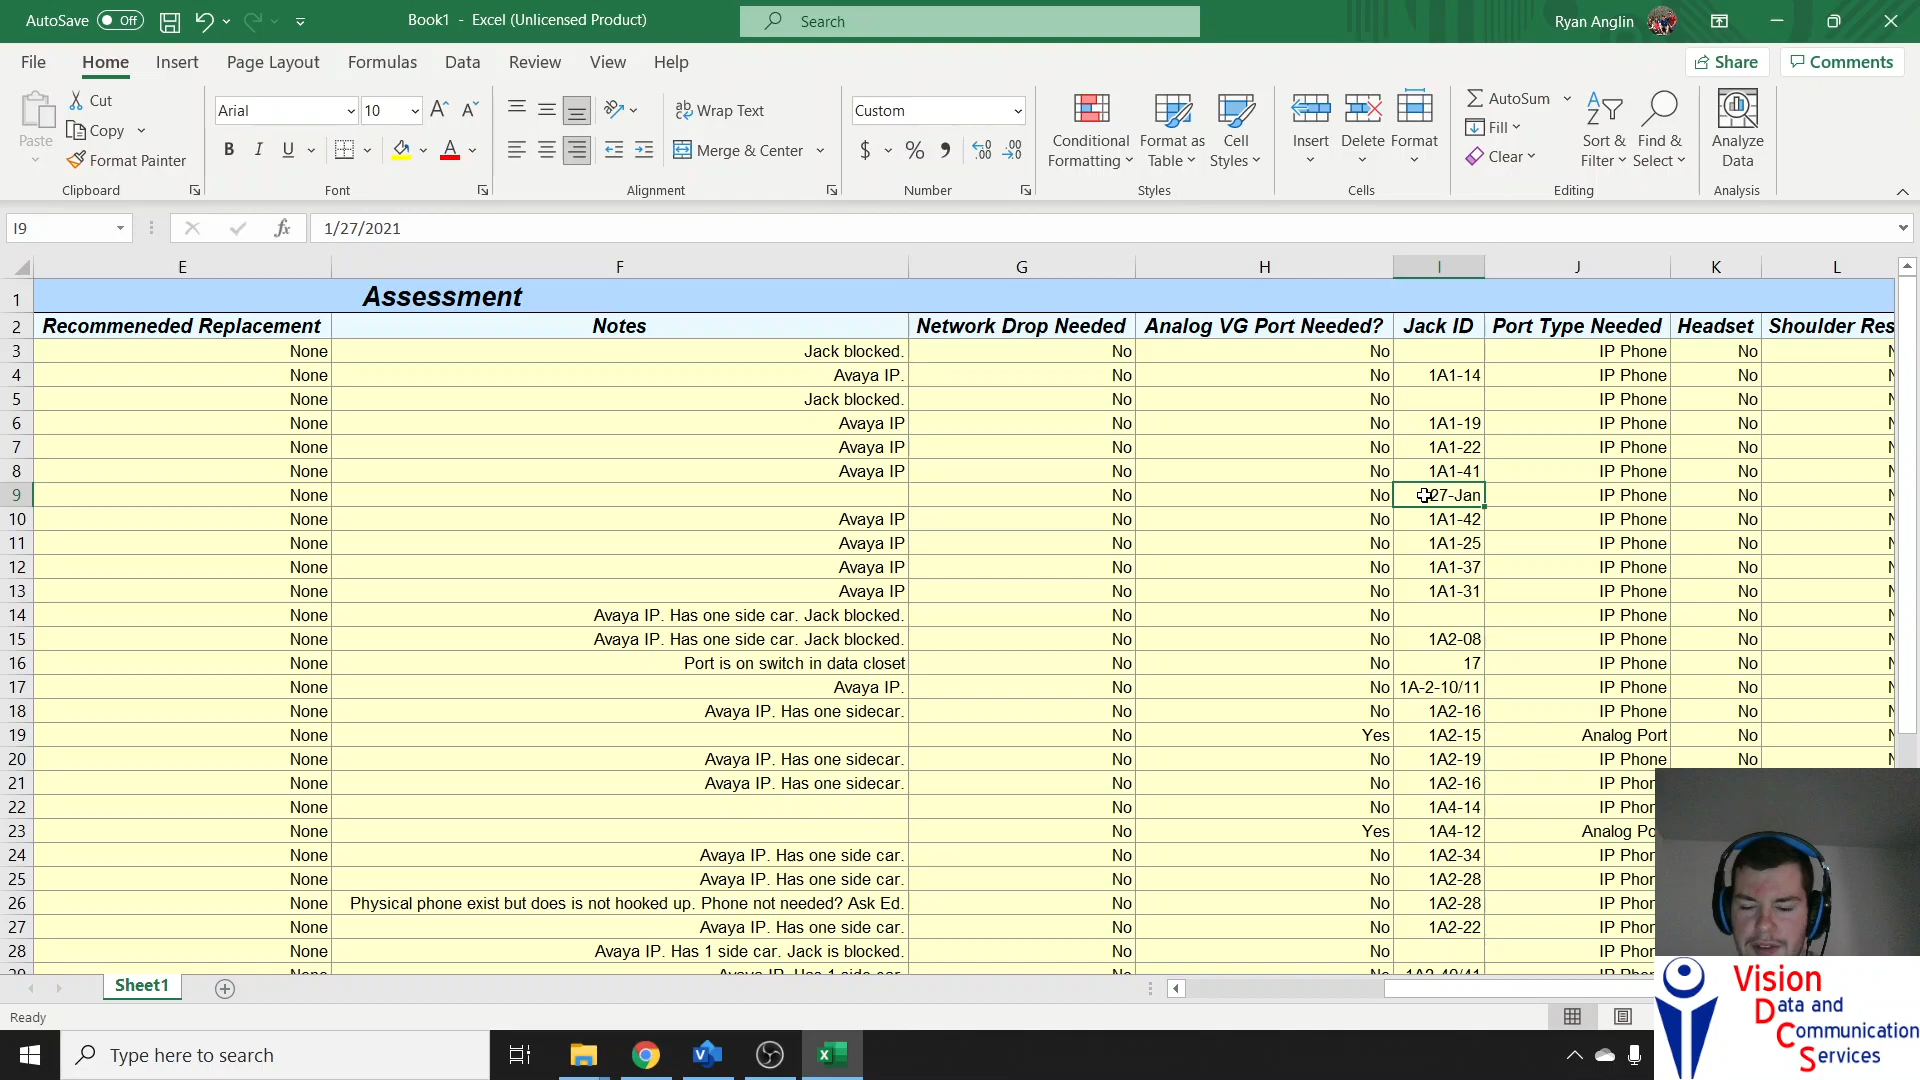 AutoSave Off Book1 - Excel (Unlicensed Product) Search Ryan Anglin
File Home Insert Page Layout Formulas Data Review View Help Share Comments
Paste Cut Copy Format Painter Clipboard
Arial 10 B I U A Font
Wrap Text Merge & Center Alignment
Custom $ % Number
Conditional Formatting Format as Table Cell Styles Styles
Insert Delete Format Cells
AutoSum Fill Clear Sort & Filter Find & Select Editing
Analyze Data Analysis
I9 fx 1/27/2021
E F G H I J K L
1 Assessment
2 Recommeneded Replacement Notes Network Drop Needed Analog VG Port Needed? Jack ID Port Type Needed Headset Shoulder Res
3 None Jack blocked. No No IP Phone No N
4 None Avaya IP. No No 1A1-14 IP Phone No N
5 None Jack blocked. No No IP Phone No N
6 None Avaya IP No No 1A1-19 IP Phone No N
7 None Avaya IP No No 1A1-22 IP Phone No N
8 None Avaya IP No No 1A1-41 IP Phone No N
9 None No No 27-Jan IP Phone No N
10 None Avaya IP No No 1A1-42 IP Phone No N
11 None Avaya IP No No 1A1-25 IP Phone No N
12 None Avaya IP No No 1A1-37 IP Phone No N
13 None Avaya IP No No 1A1-31 IP Phone No N
14 None Avaya IP. Has one side car. Jack blocked. No No IP Phone No N
15 None Avaya IP. Has one side car. Jack blocked. No No 1A2-08 IP Phone No N
16 None Port is on switch in data closet No No 17 IP Phone No N
17 None Avaya IP. No No 1A-2-10/11 IP Phone No N
18 None Avaya IP. Has one sidecar. No No 1A2-16 IP Phone No N
19 None No Yes 1A2-15 Analog Port No N
20 None Avaya IP. Has one sidecar. No No 1A2-19 IP Phone No N
21 None Avaya IP. Has one sidecar. No No 1A2-16 IP Phon
22 None No No 1A4-14 IP Phon
23 None No Yes 1A4-12 Analog Po
24 None Avaya IP. Has one side car. No No 1A2-34 IP Phon
25 None Avaya IP. Has one side car. No No 1A2-28 IP Phon
26 None Physical phone exist but does is not hooked up. Phone not needed? Ask Ed. No No 1A2-28 IP Phon
27 None Avaya IP. Has one side car. No No 1A2-22 IP Phon
28 None Avaya IP. Has 1 side car. Jack is blocked. No No IP Phon
Sheet1
Ready
Type here to search
Vision
Data and
Communication
Services